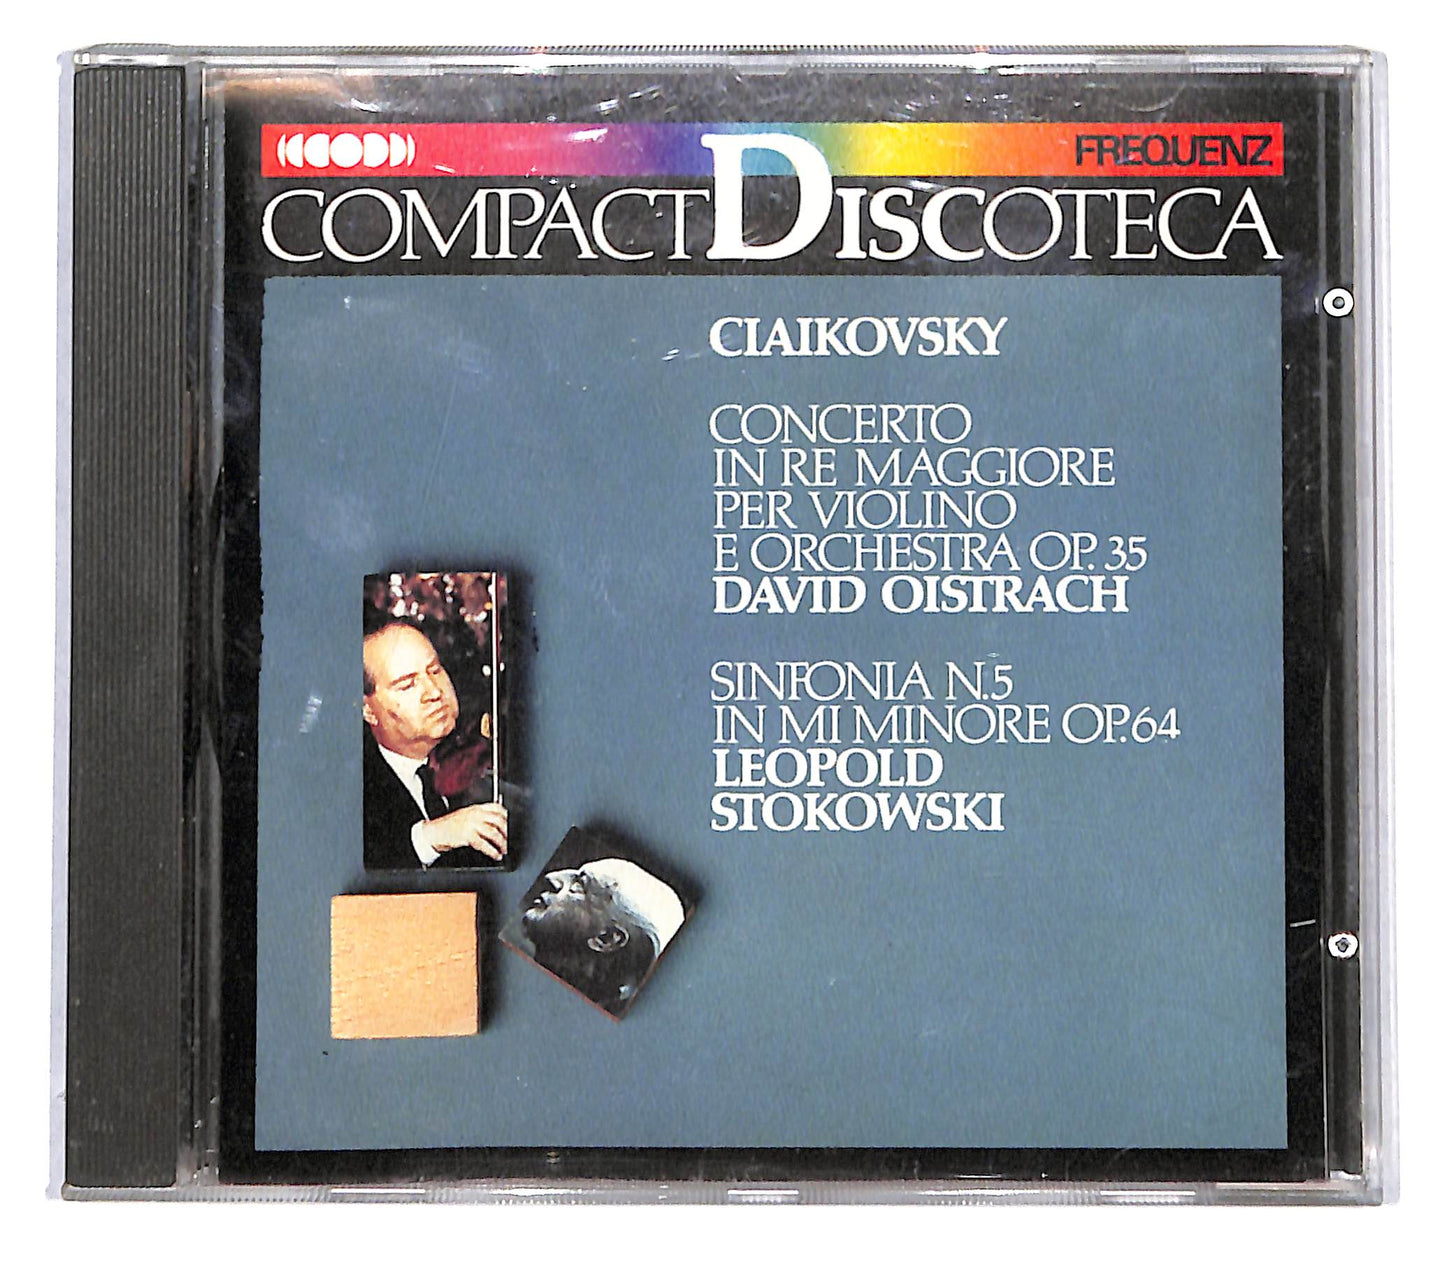 FREQUENZ
COMPACT DISCOTECA
CIAIKOVSKY
CONCERTO
IN RE MAGGIORE
PER VIOLINO
E ORCHESTRA OP. 35
DAVID OISTRACH
SINFONIA N.5
IN MI MINORE OP.64
LEOPOLD
STOKOWSKI